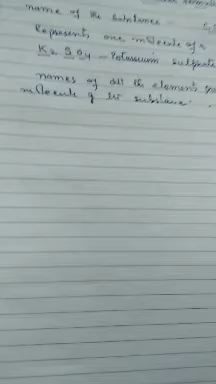 name of the substance
Represents one molecule of a
K2 SO4 - Potassium Sulphate
names of all the elements
molecule of the substance